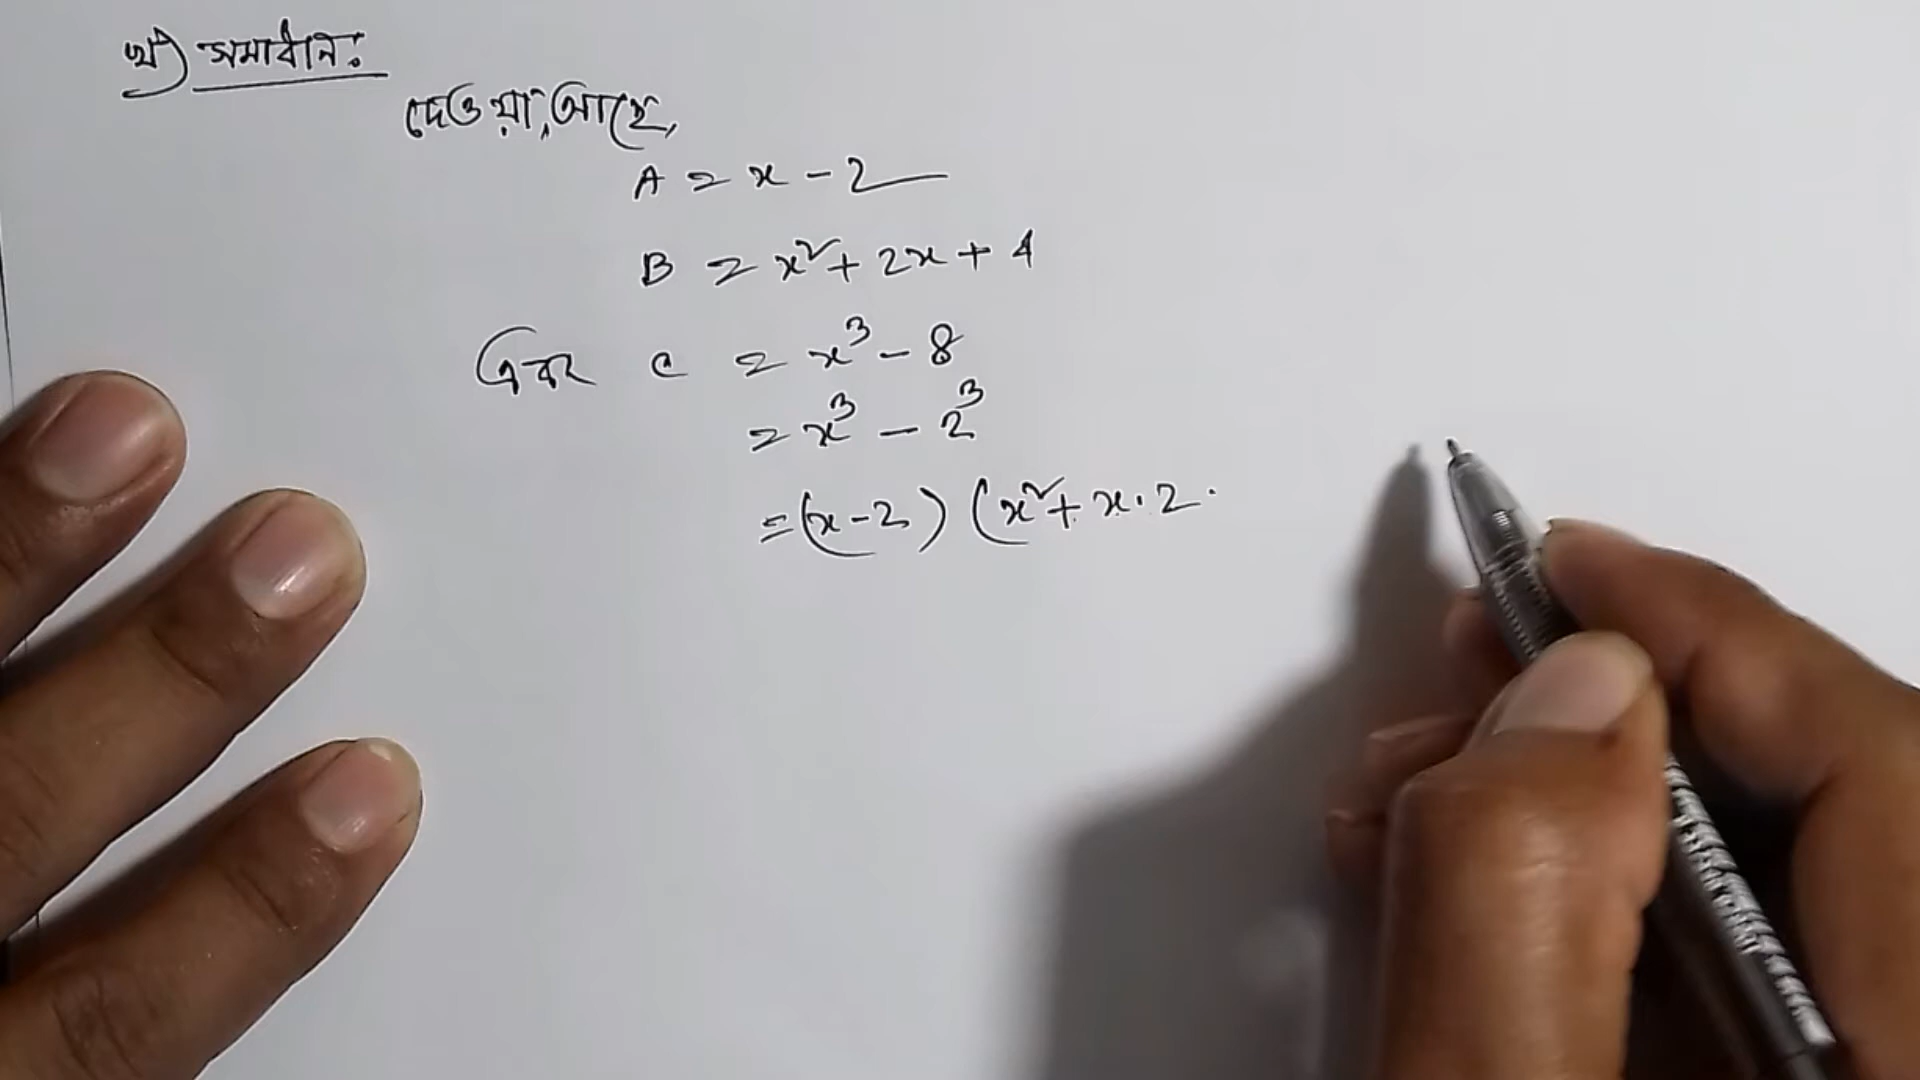 খ) সমাধান:
দেওয়া, আছে,
A = x - 2
B = x² + 2x + 4
এবং C = x³ - 8
= x³ - 2³
= (x - 2) (x² + x · 2 ·